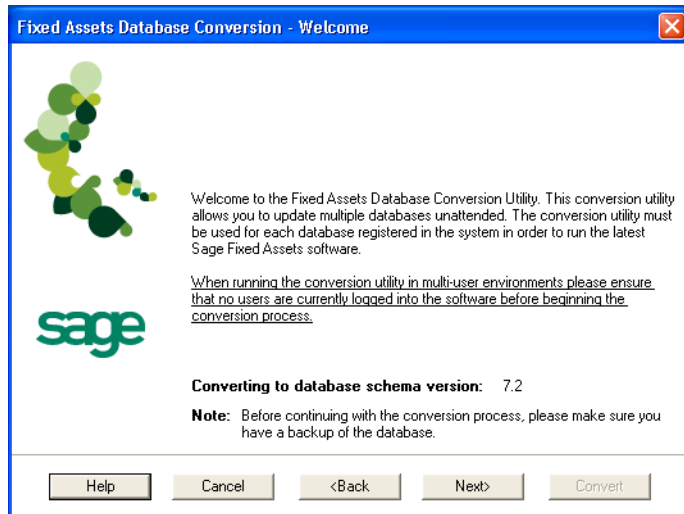 Fixed Assets Database Conversion - Welcome
Welcome to the Fixed Assets Database Conversion Utility. This conversion utility
allows you to update multiple databases unattended. The conversion utility must
be used for each database registered in the system in order to run the latest
Sage Fixed Assets software.
When running the conversion utility in multi-user environments please ensure
that no users are currently logged into the software before beginning the
conversion process.
sage
Converting to database schema version: 7.2
Note: Before continuing with the conversion process, please make sure you
have a backup of the database.
Help Cancel <Back Next> Convert